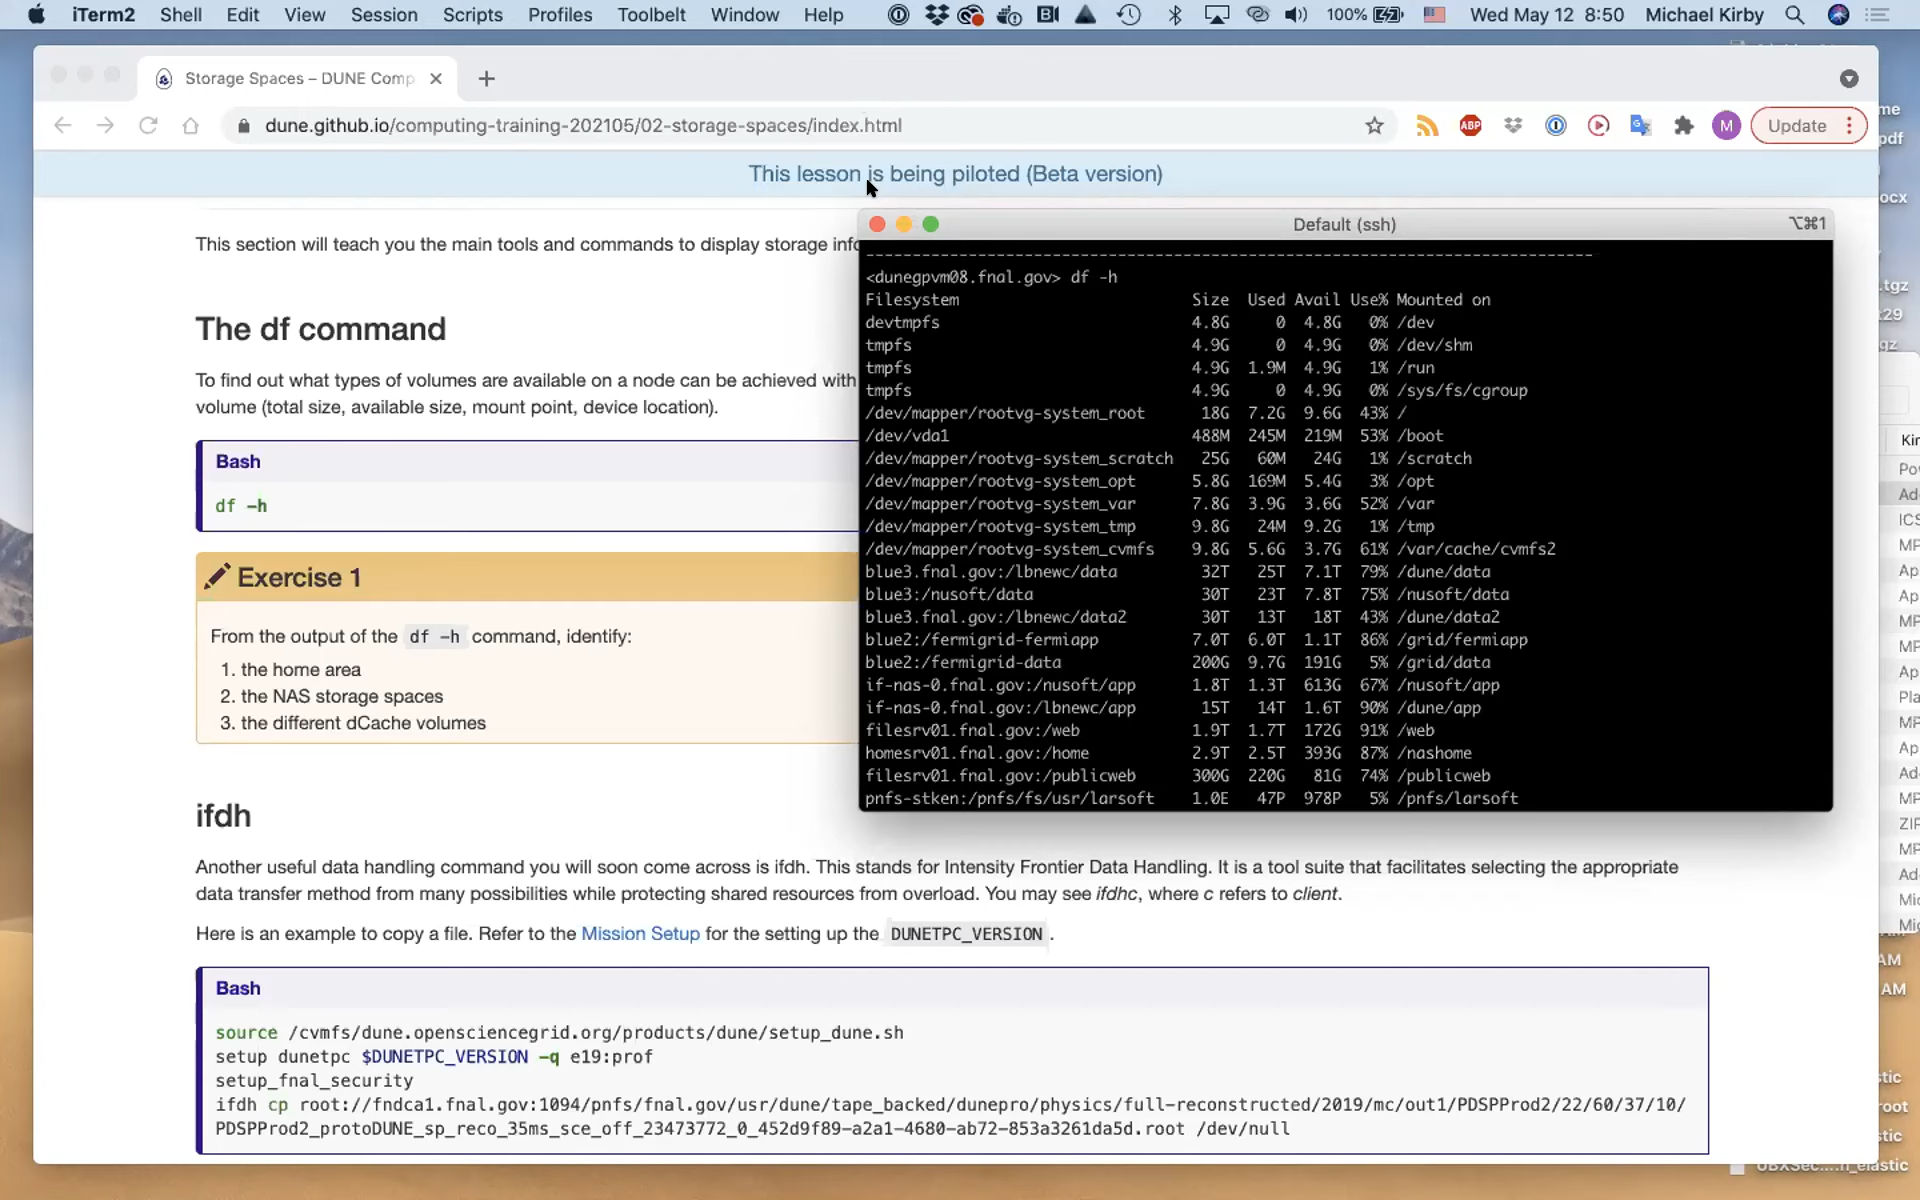 iTerm2 Shell Edit View Session Scripts Profiles Toolbelt Window Help 100% Wed May 12 8:50 Michael Kirby
Storage Spaces – DUNE Comp
dune.github.io/computing-training-202105/02-storage-spaces/index.html
ABP
M
Update
This lesson is being piloted (Beta version)
This section will teach you the main tools and commands to display storage info
The df command
To find out what types of volumes are available on a node can be achieved with
volume (total size, available size, mount point, device location).
Bash
df -h
Exercise 1
From the output of the df -h command, identify:
1. the home area
2. the NAS storage spaces
3. the different dCache volumes
Default (ssh)
⌥⌘1
<dunegpvm08.fnal.gov> df -h
Filesystem Size Used Avail Use% Mounted on
devtmpfs 4.8G 0 4.8G 0% /dev
tmpfs 4.9G 0 4.9G 0% /dev/shm
tmpfs 4.9G 1.9M 4.9G 1% /run
tmpfs 4.9G 0 4.9G 0% /sys/fs/cgroup
/dev/mapper/rootvg-system_root 18G 7.2G 9.6G 43% /
/dev/vda1 488M 245M 219M 53% /boot
/dev/mapper/rootvg-system_scratch 25G 60M 24G 1% /scratch
/dev/mapper/rootvg-system_opt 5.8G 169M 5.4G 3% /opt
/dev/mapper/rootvg-system_var 7.8G 3.9G 3.6G 52% /var
/dev/mapper/rootvg-system_tmp 9.8G 24M 9.2G 1% /tmp
/dev/mapper/rootvg-system_cvmfs 9.8G 5.6G 3.7G 61% /var/cache/cvmfs2
blue3.fnal.gov:/lbnewc/data 32T 25T 7.1T 79% /dune/data
blue3:/nusoft/data 30T 23T 7.8T 75% /nusoft/data
blue3.fnal.gov:/lbnewc/data2 30T 13T 18T 43% /dune/data2
blue2:/fermigrid-fermiapp 7.0T 6.0T 1.1T 86% /grid/fermiapp
blue2:/fermigrid-data 200G 9.7G 191G 5% /grid/data
if-nas-0.fnal.gov:/nusoft/app 1.8T 1.3T 613G 67% /nusoft/app
if-nas-0.fnal.gov:/lbnewc/app 15T 14T 1.6T 90% /dune/app
filesrv01.fnal.gov:/web 1.9T 1.7T 172G 91% /web
homesrv01.fnal.gov:/home 2.9T 2.5T 393G 87% /nashome
filesrv01.fnal.gov:/publicweb 300G 220G 81G 74% /publicweb
pnfs-stken:/pnfs/fs/usr/larsoft 1.0E 47P 978P 5% /pnfs/larsoft
ifdh
Another useful data handling command you will soon come across is ifdh. This stands for Intensity Frontier Data Handling. It is a tool suite that facilitates selecting the appropriate
data transfer method from many possibilities while protecting shared resources from overload. You may see ifdhc, where c refers to client.
Here is an example to copy a file. Refer to the Mission Setup for the setting up the DUNETPC_VERSION .
Bash
source /cvmfs/dune.opensciencegrid.org/products/dune/setup_dune.sh
setup dunetpc $DUNETPC_VERSION -q e19:prof
setup_fnal_security
ifdh cp root://fndca1.fnal.gov:1094/pnfs/fnal.gov/usr/dune/tape_backed/dunepro/physics/full-reconstructed/2019/mc/out1/PDSPProd2/22/60/37/10/
PDSPProd2_protoDUNE_sp_reco_35ms_sce_off_23473772_0_452d9f89-a2a1-4680-ab72-853a3261da5d.root /dev/null